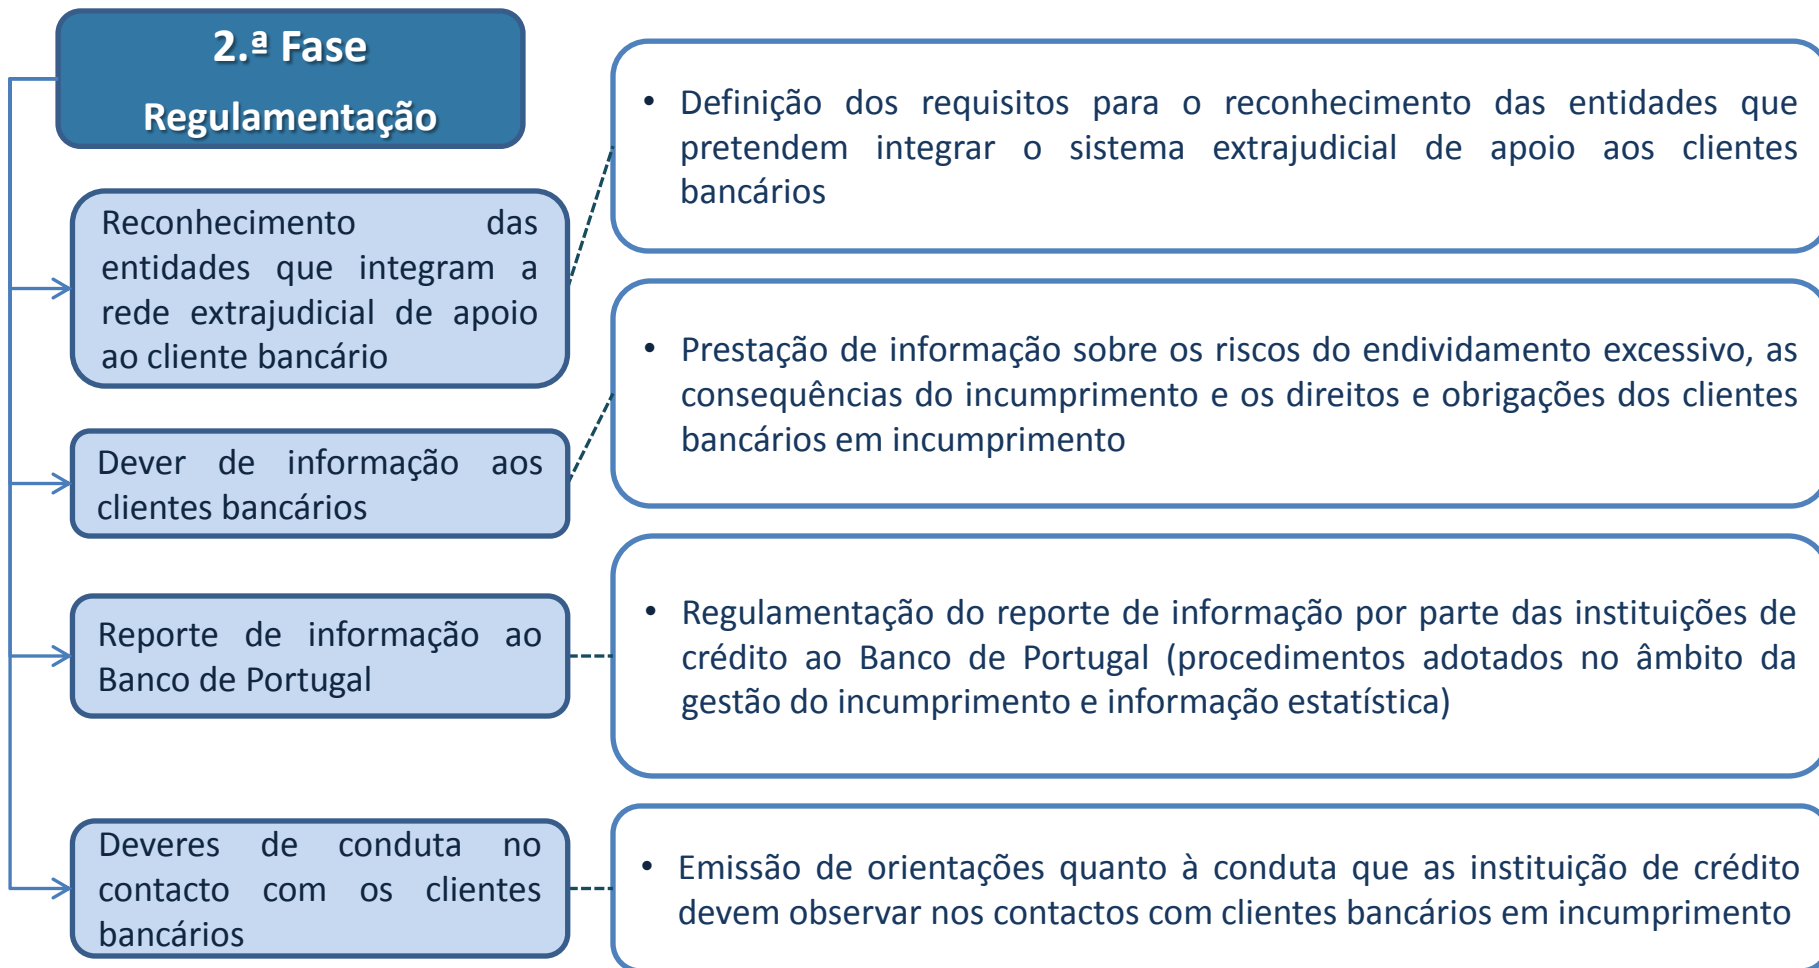 2.ª Fase
Regulamentação
Reconhecimento das
entidades que integram a
rede extrajudicial de apoio
ao cliente bancário
• Definição dos requisitos para o reconhecimento das entidades que
pretendem integrar o sistema extrajudicial de apoio aos clientes
bancários
Dever de informação aos
clientes bancários
• Prestação de informação sobre os riscos do endividamento excessivo, as
consequências do incumprimento e os direitos e obrigações dos clientes
bancários em incumprimento
Reporte de informação ao
Banco de Portugal
• Regulamentação do reporte de informação por parte das instituições de
crédito ao Banco de Portugal (procedimentos adotados no âmbito da
gestão do incumprimento e informação estatística)
Deveres de conduta no
contacto com os clientes
bancários
• Emissão de orientações quanto à conduta que as instituição de crédito
devem observar nos contactos com clientes bancários em incumprimento